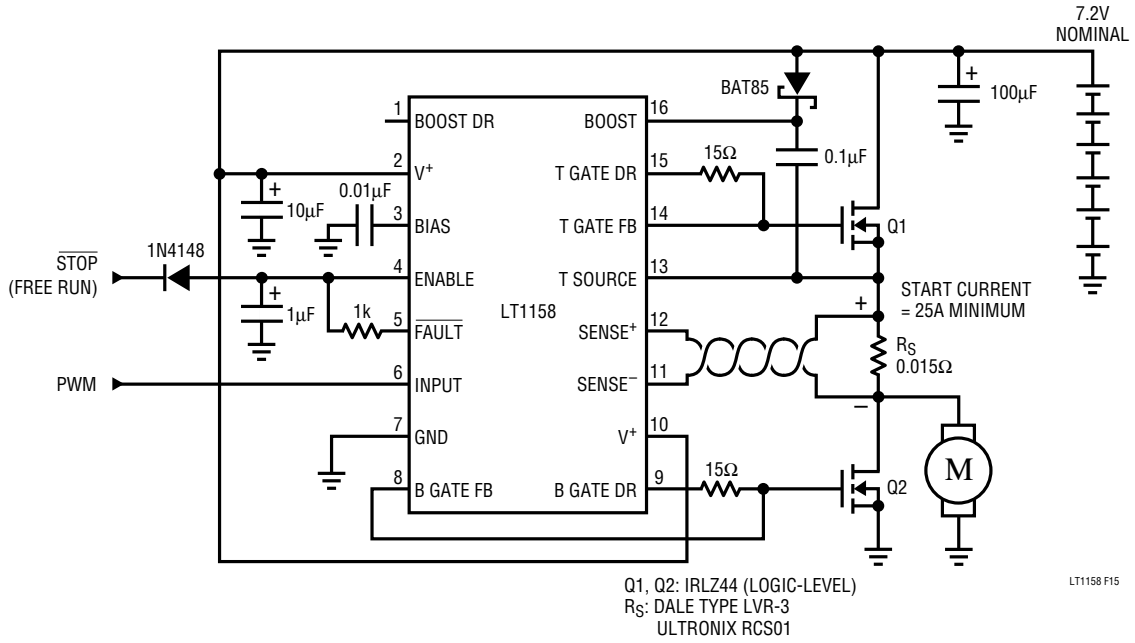 7.2V
NOMINAL
BAT85
+
100µF
1
BOOST DR
BOOST
16
2
V+
T GATE DR
15
15Ω
0.1µF
+
10µF
0.01µF
3
BIAS
T GATE FB
14
Q1
STOP
(FREE RUN)
1N4148
4
ENABLE
T SOURCE
13
LT1158
+
1µF
1k
5
FAULT
SENSE+
12
+
START CURRENT
= 25A MINIMUM
RS
0.015Ω
PWM
6
INPUT
SENSE−
11
−
7
GND
V+
10
M
8
B GATE FB
B GATE DR
9
15Ω
Q2
Q1, Q2: IRLZ44 (LOGIC-LEVEL)
RS: DALE TYPE LVR-3
ULTRONIX RCS01
LT1158 F15